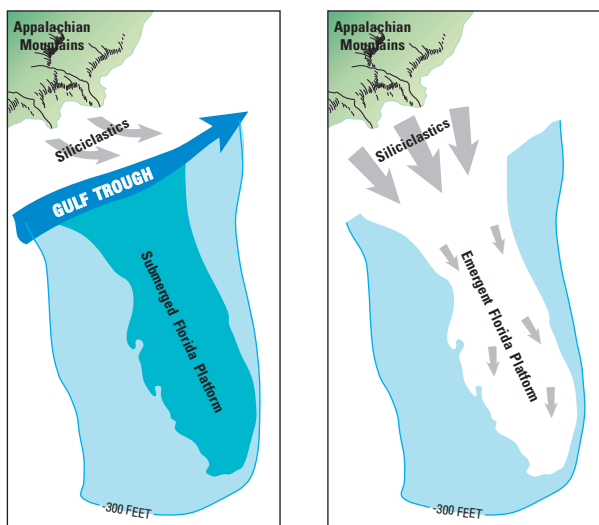 Appalachian
Mountains
Siliciclastics
GULF TROUGH
Submerged Florida Platform
-300 FEET
Appalachian
Mountains
Siliciclastics
Emergent Florida Platform
-300 FEET